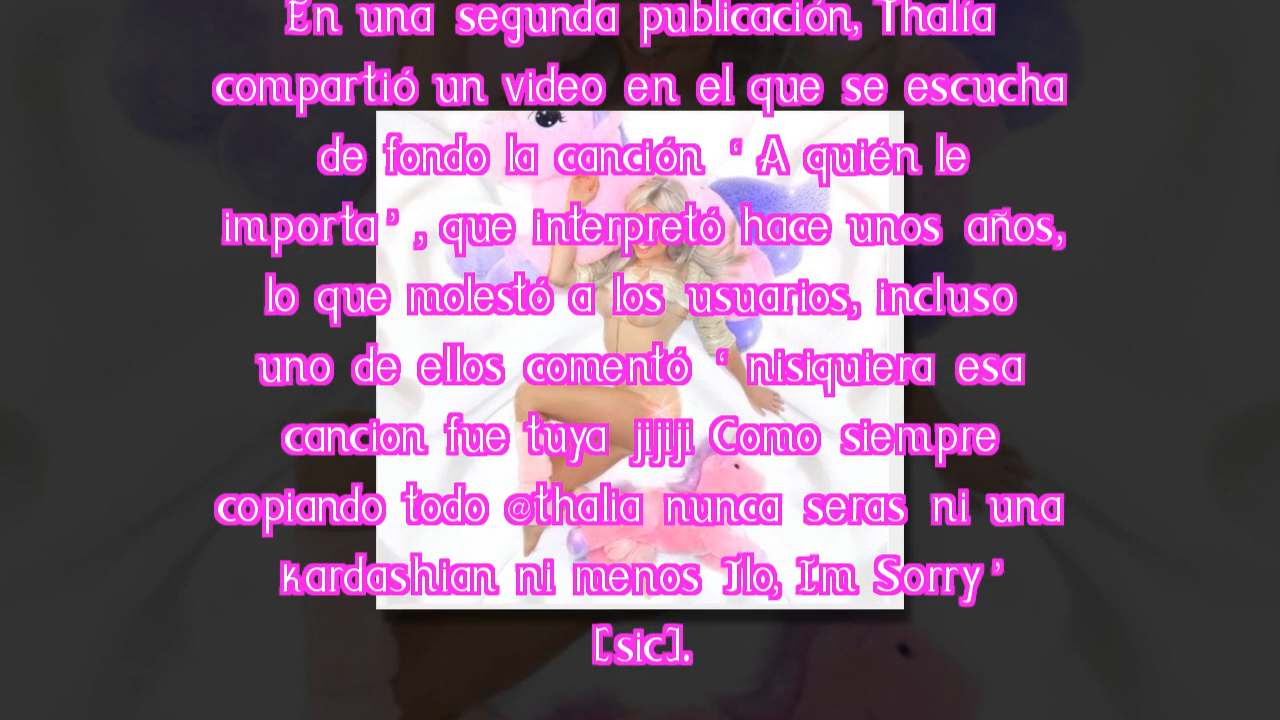 En una segunda publicación, Thalía
compartió un video en el que se escucha
de fondo la canción ‘ A quién le
importa’ , que interpretó hace unos años,
lo que molestó a los usuarios, incluso
uno de ellos comentó ‘ nisiquiera esa
cancion fue tuya jijiji Como siempre
copiando todo @thalia nunca seras ni una
kardashian ni menos Jlo, I'm Sorry’
[sic].